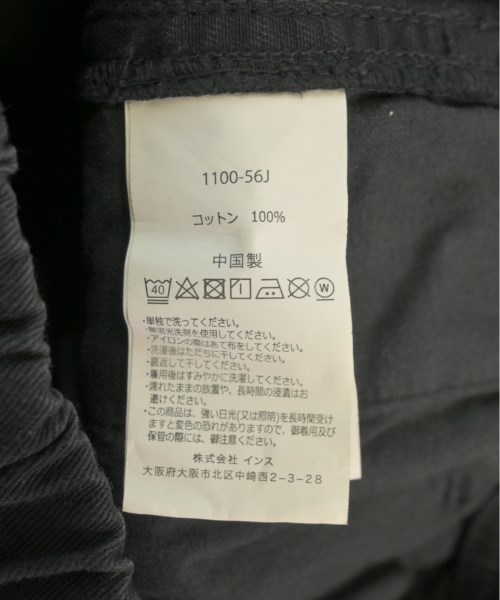 1100-56J
コットン 100%
中国製
40 W
・単独で洗ってください。
・無蛍光洗剤を使用してください。
・アイロンの際はあて布をしてください。
・洗濯後はただちに干してください。
・裏返して干してください。
・着用後はすみやかに洗濯してください。
・濡れたままの放置や、長時間の浸漬はお
避けください。
・この商品は、強い日光(又は照明)を長時間受け
ますと変色の恐れがありますので、御着用及び
保管の際には、御注意ください。
株式会社 インス
大阪府大阪市北区中崎西2-3-28